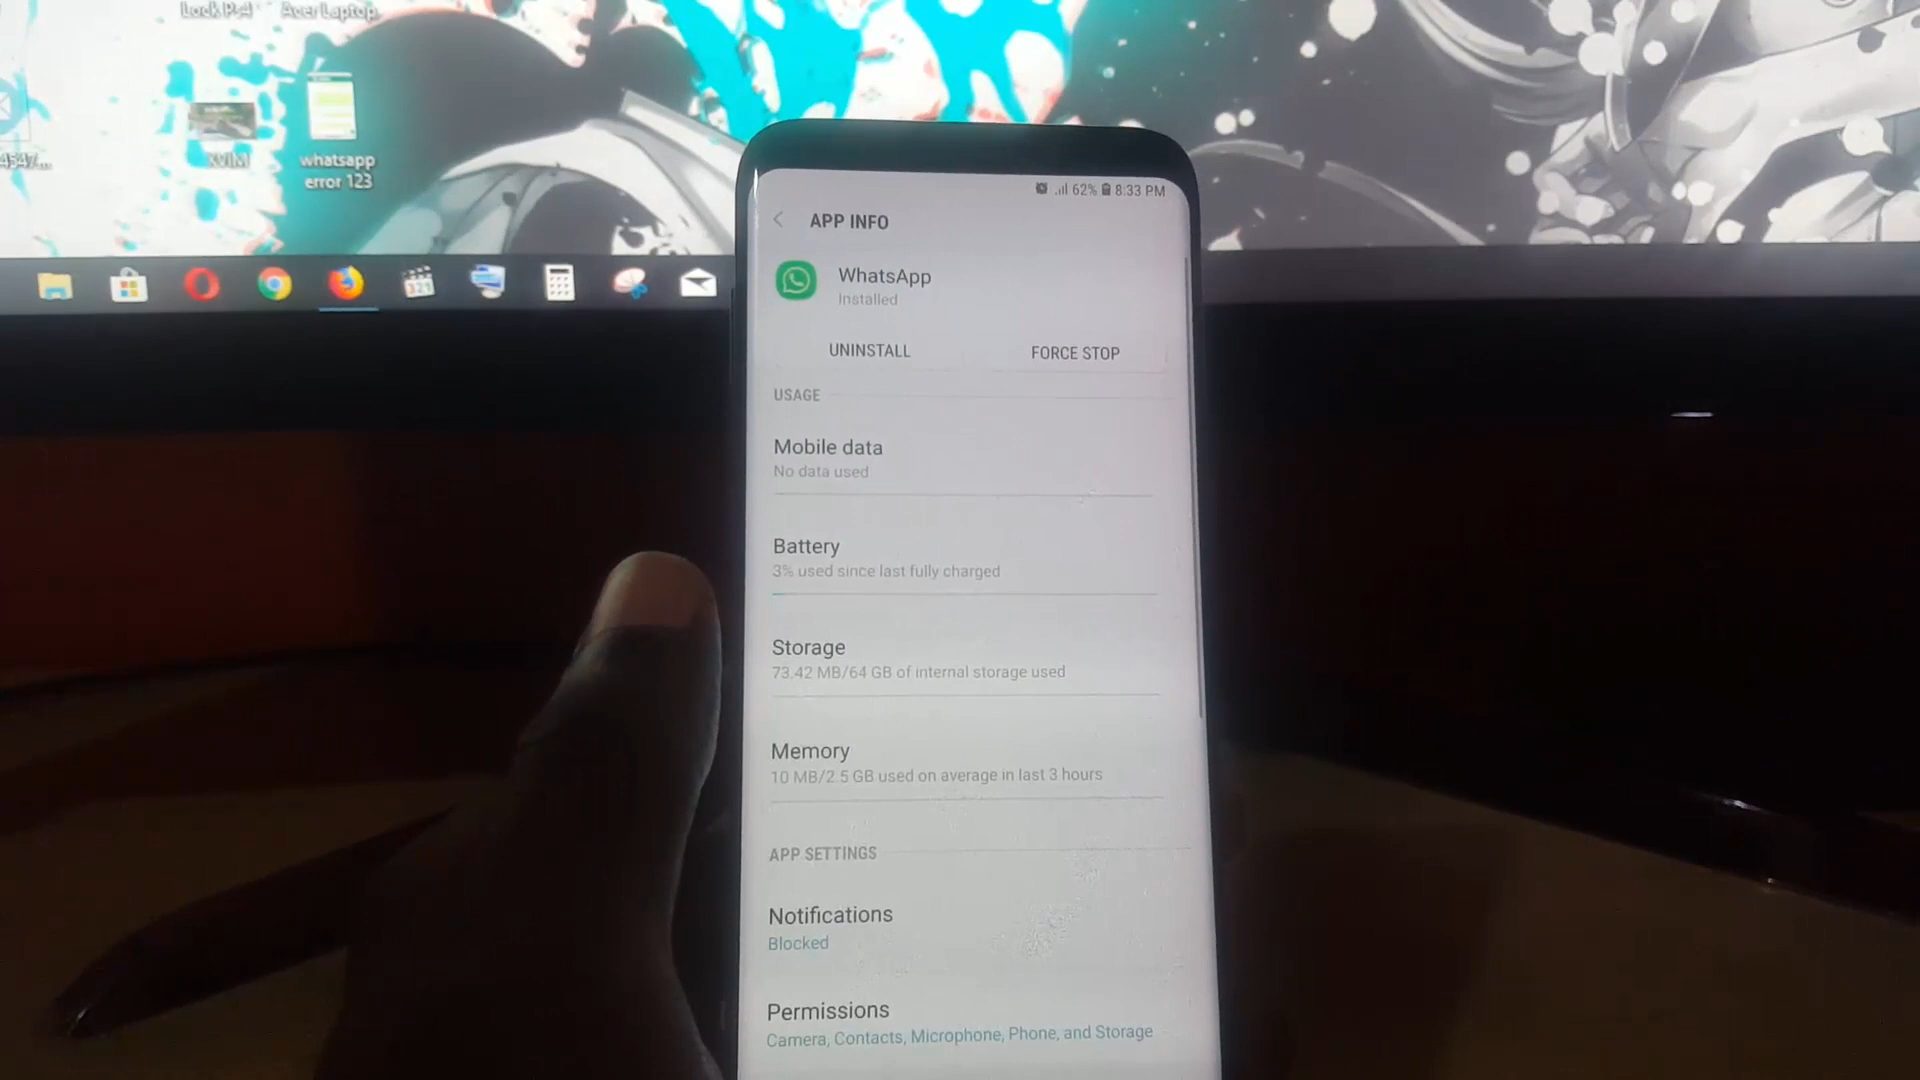 Acer Laptop
4547...
XVIM
whatsapp
error 123
321
62% 8:33 PM
APP INFO
WhatsApp
Installed
UNINSTALL
FORCE STOP
USAGE
Mobile data
No data used
Battery
3% used since last fully charged
Storage
73.42 MB/64 GB of internal storage used
Memory
10 MB/2.5 GB used on average in last 3 hours
APP SETTINGS
Notifications
Blocked
Permissions
Camera, Contacts, Microphone, Phone, and Storage